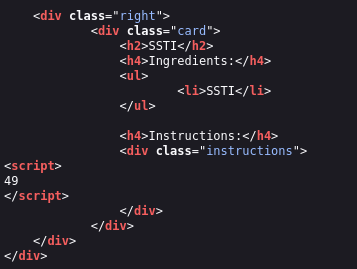 <div class="right">
<div class="card">
<h2>SSTI</h2>
<h4>Ingredients:</h4>
<ul>
<li>SSTI</li>
</ul>
<h4>Instructions:</h4>
<div class="instructions">
<script>
49
</script>
</div>
</div>
</div>
</div>